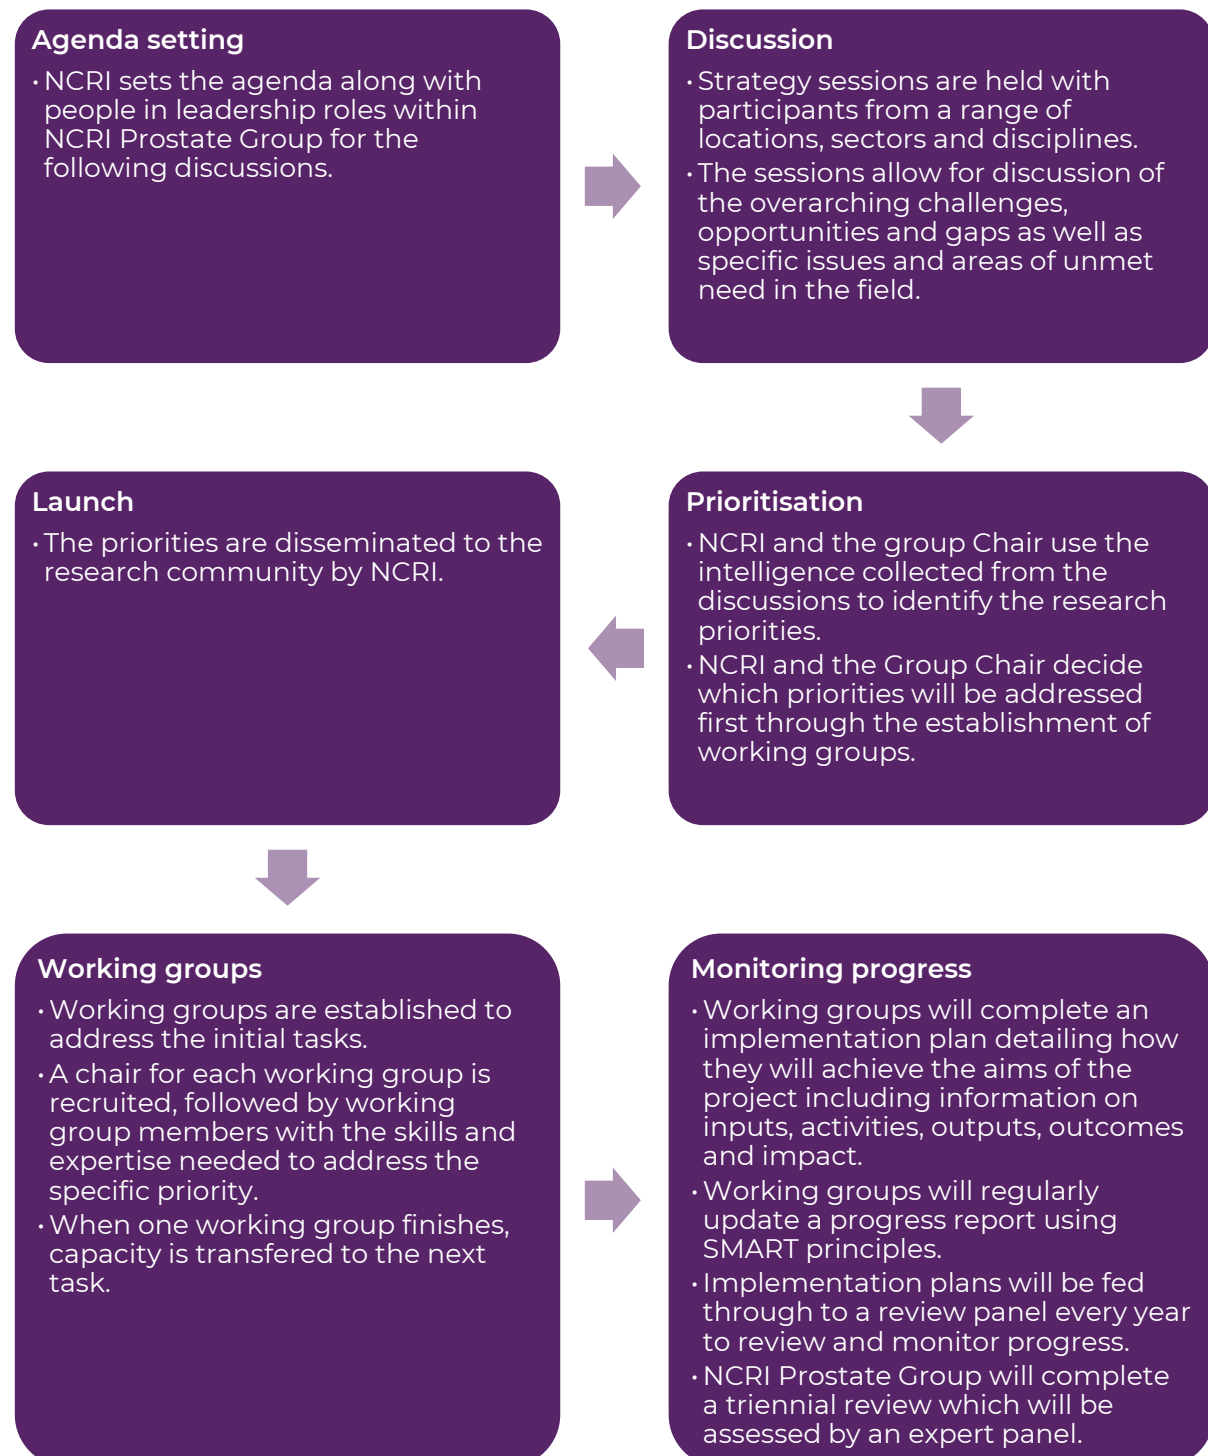 Agenda setting
· NCRI sets the agenda along with
people in leadership roles within
NCRI Prostate Group for the
following discussions.
Discussion
· Strategy sessions are held with
participants from a range of
locations, sectors and disciplines.
· The sessions allow for discussion of
the overarching challenges,
opportunities and gaps as well as
specific issues and areas of unmet
need in the field.
Prioritisation
· NCRI and the group Chair use the
intelligence collected from the
discussions to identify the research
priorities.
· NCRI and the Group Chair decide
which priorities will be addressed
first through the establishment of
working groups.
Launch
· The priorities are disseminated to the
research community by NCRI.
Working groups
· Working groups are established to
address the initial tasks.
· A chair for each working group is
recruited, followed by working
group members with the skills and
expertise needed to address the
specific priority.
· When one working group finishes,
capacity is transfered to the next
task.
Monitoring progress
· Working groups will complete an
implementation plan detailing how
they will achieve the aims of the
project including information on
inputs, activities, outputs, outcomes
and impact.
· Working groups will regularly
update a progress report using
SMART principles.
· Implementation plans will be fed
through to a review panel every year
to review and monitor progress.
· NCRI Prostate Group will complete
a triennial review which will be
assessed by an expert panel.